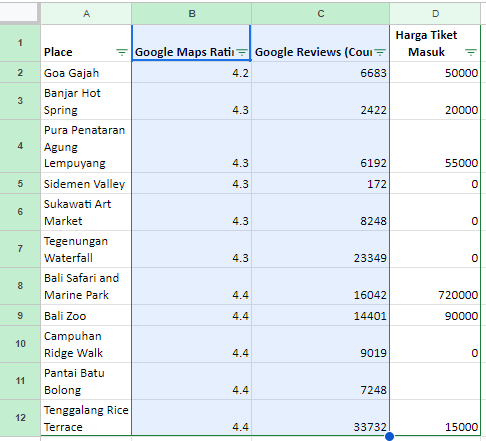 A B C D
1 Place Google Maps Ratin Google Reviews (Coun Harga Tiket
Masuk
2 Goa Gajah 4.2 6683 50000
3 Banjar Hot
Spring 4.3 2422 20000
4 Pura Penataran
Agung
Lempuyang 4.3 6192 55000
5 Sidemen Valley 4.3 172 0
6 Sukawati Art
Market 4.3 8248 0
7 Tegenungan
Waterfall 4.3 23349 0
8 Bali Safari and
Marine Park 4.4 16042 720000
9 Bali Zoo 4.4 14401 90000
10 Campuhan
Ridge Walk 4.4 9019 0
11 Pantai Batu
Bolong 4.4 7248
12 Tenggalang Rice
Terrace 4.4 33732 15000